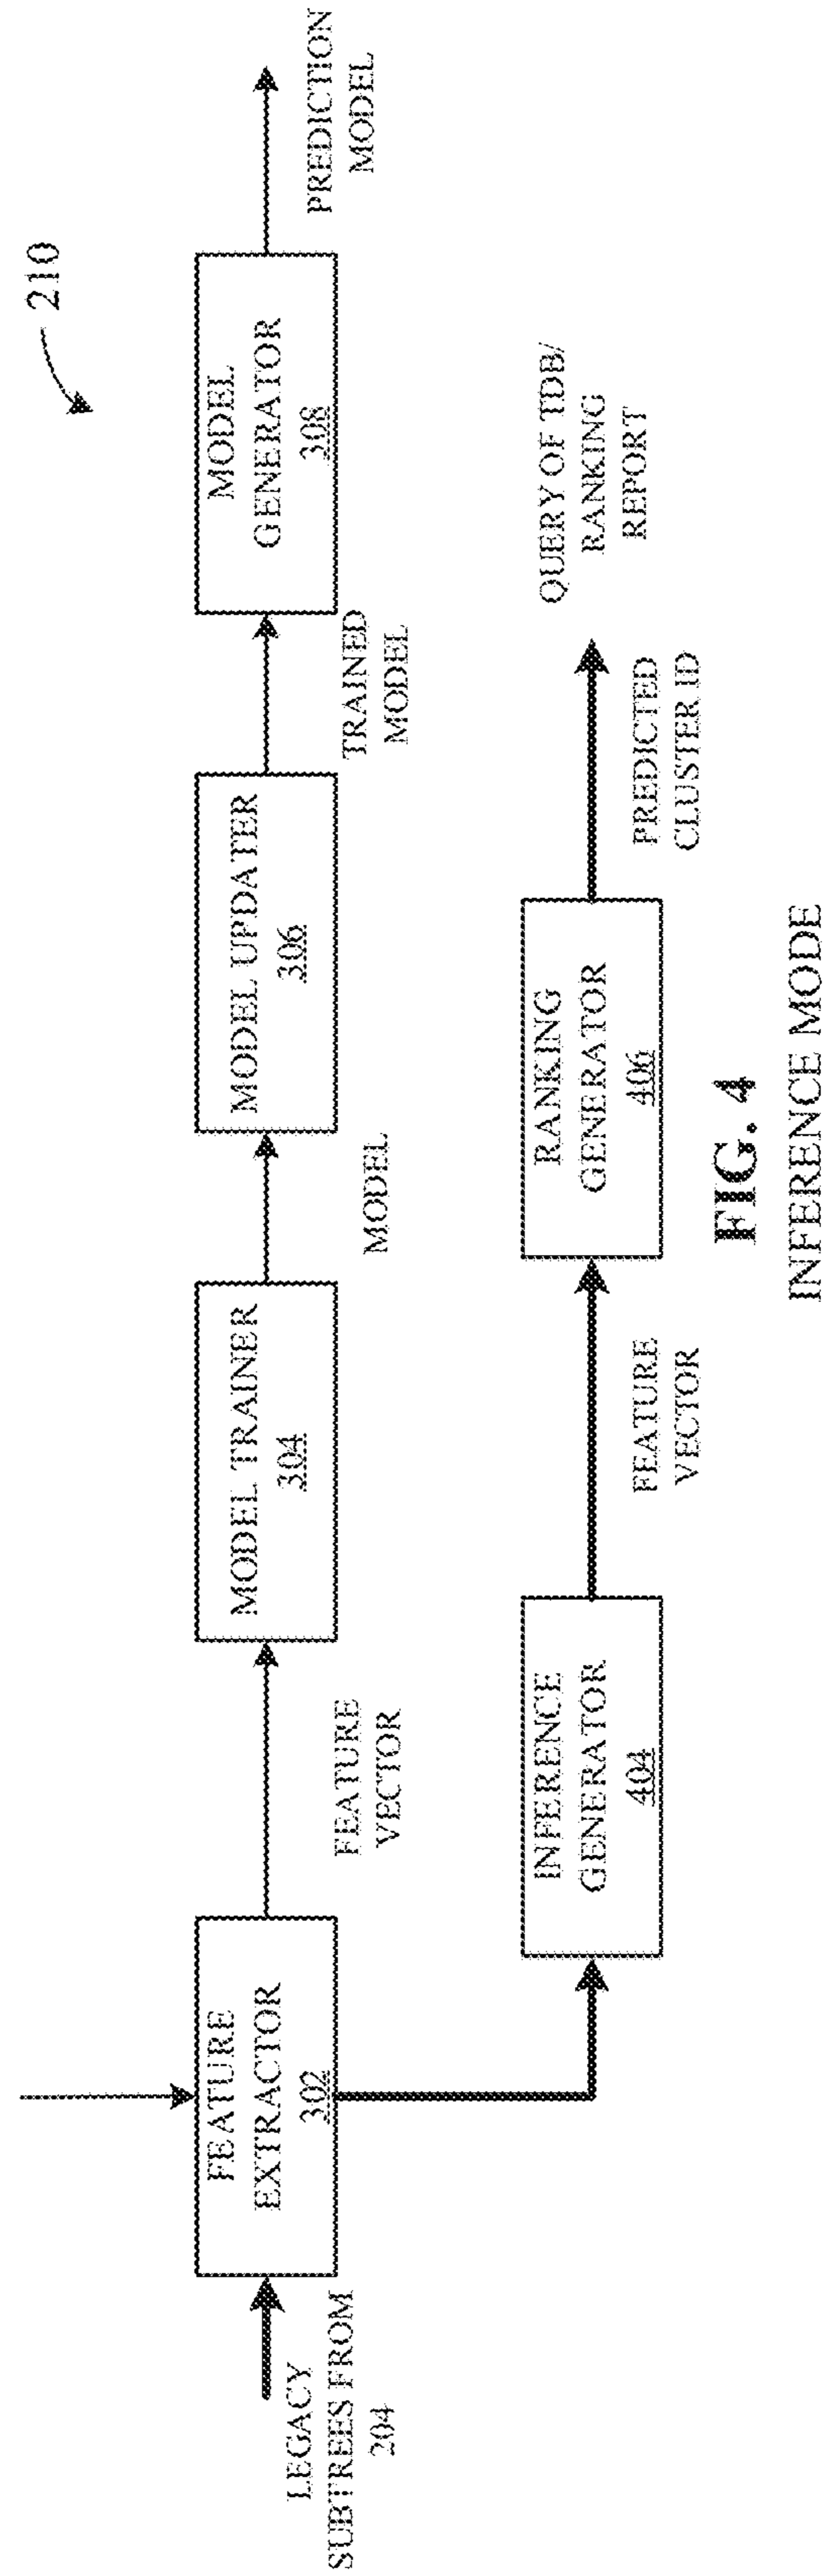 210
LEGACY
SUBTREES FROM
204
FEATURE
EXTRACTOR
302
FEATURE
VECTOR
MODEL TRAINER
304
MODEL
MODEL UPDATER
306
TRAINED
MODEL
MODEL
GENERATOR
308
PREDICTION
MODEL
INFERENCE
GENERATOR
404
FEATURE
VECTOR
RANKING
GENERATOR
406
PREDICTED
CLUSTER ID
QUERY OF TDB/
RANKING
REPORT
FIG. 4
INFERENCE MODE